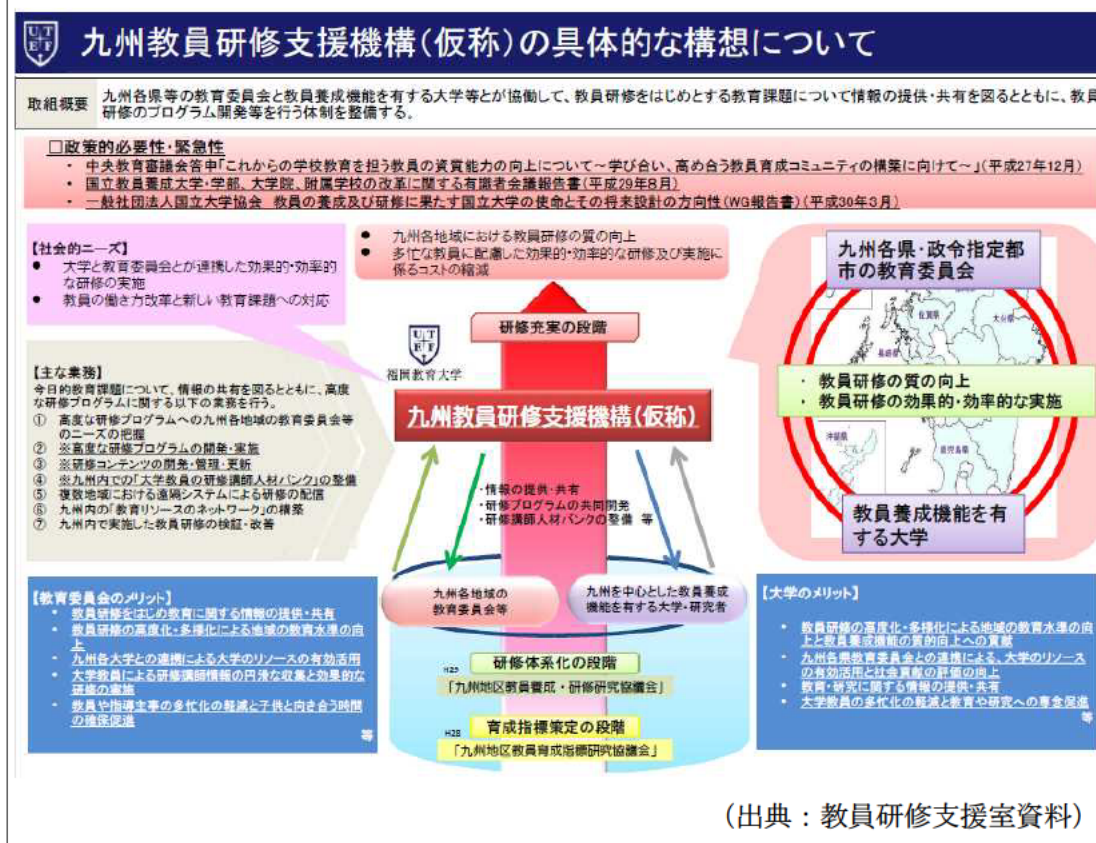 九州教員研修支援機構(仮称)の具体的な構想について
取組概要
九州各県等の教育委員会と教員養成機能を有する大学等とが協働して、教員研修をはじめとする教育課題について情報の提供・共有を図るとともに、教員
研修のプログラム開発等を行う体制を整備する。
□政策的必要性・緊急性
・ 中央教育審議会答申「これからの学校教育を担う教員の資質能力の向上について～学び合い、高め合う教員育成コミュニティの構築に向けて～」(平成27年12月)
・ 国立教員養成大学・学部、大学院、附属学校の改革に関する有識者会議報告書(平成29年8月)
・ 一般社団法人国立大学協会 教員の養成及び研修に果たす国立大学の使命とその将来設計の方向性(WG報告書)(平成30年3月)
【社会的ニーズ】
● 大学と教育委員会とが連携した効果的・効率的
な研修の実施
● 教員の働き方改革と新しい教育課題への対応
● 九州各地域における教員研修の質の向上
● 多忙な教員に配慮した効果的・効率的な研修及び実施に
係るコストの縮減
研修充実の段階
福岡教育大学
九州教員研修支援機構(仮称)
【主な業務】
今日的教育課題について、情報の共有を図るとともに、高度
な研修プログラムに関する以下の業務を行う。
① 高度な研修プログラムへの九州各地域の教育委員会等
のニーズの把握
② ※高度な研修プログラムの開発・実施
③ ※研修コンテンツの開発・管理・更新
④ ※九州内での「大学教員の研修講師人材バンク」の整備
⑤ 複数地域における遠隔システムによる研修の配信
⑥ 九州内の「教育リソースのネットワーク」の構築
⑦ 九州内で実施した教員研修の検証・改善
・情報の提供・共有
・研修プログラムの共同開発
・研修講師人材バンクの整備 等
九州各地域の
教育委員会等
九州を中心とした教員養成
機能を有する大学・研究者
H29
研修体系化の段階
「九州地区教員養成・研修研究協議会」
H28
育成指標策定の段階
「九州地区教員育成指標研究協議会」
九州各県・政令指定都
市の教育委員会
佐賀県
大分県
長崎県
・ 教員研修の質の向上
・ 教員研修の効果的・効率的な実施
沖縄県
鹿児島県
教員養成機能を有
する大学
【教育委員会のメリット】
・ 教員研修をはじめ教育に関する情報の提供・共有
・ 教員研修の高度化・多様化による地域の教育水準の向
上
・ 九州各大学との連携による大学のリソースの有効活用
・ 大学教員による研修講師情報の円滑な収集と効果的な
研修の実施
・ 教員や指導主事の多忙化の軽減と子供と向き合う時間
の確保促進
等
【大学のメリット】
・ 教員研修の高度化・多様化による地域の教育水準の向
上と教員養成機能の質的向上への貢献
・ 九州各県教育委員会との連携による、大学のリソース
の有効活用と社会貢献の評価の向上
・ 教育・研究に関する情報の提供・共有
・ 大学教員の多忙化の軽減と教育や研究への専念促進
等
(出典：教員研修支援室資料)